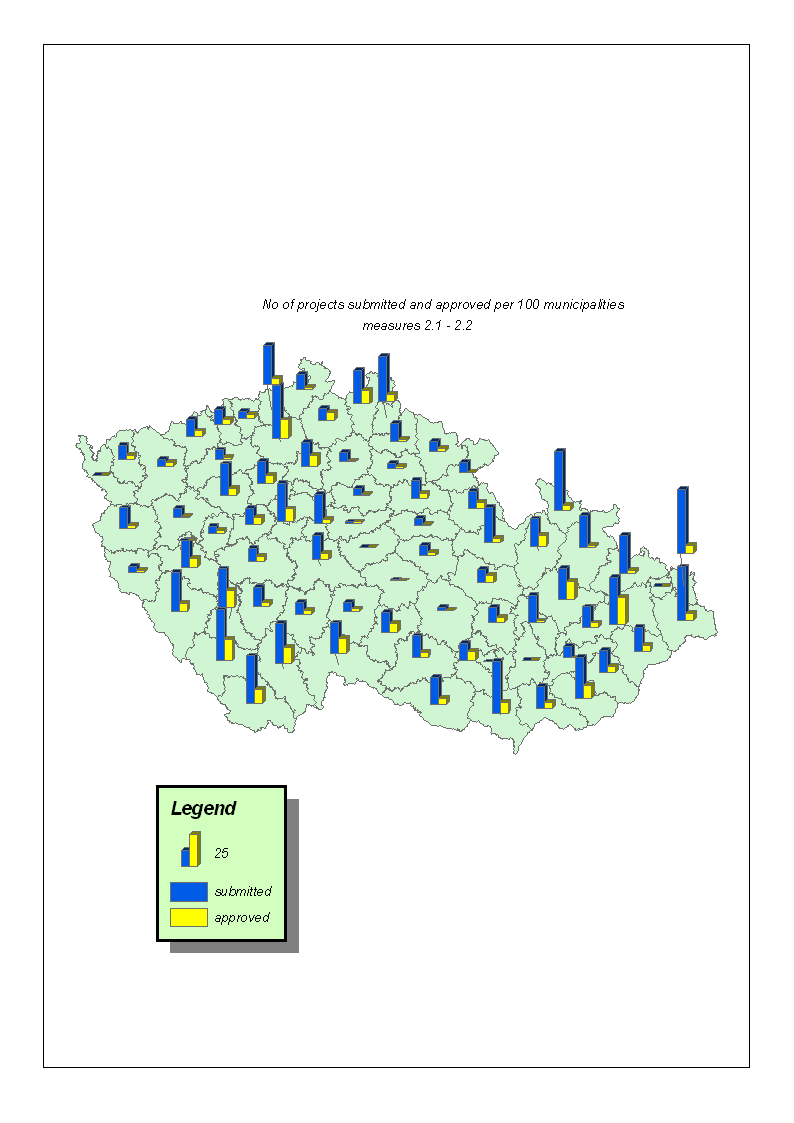 No of projects submitted and approved per 100 municipalities
measures 2.1 - 2.2
Legend
25
submitted
approved